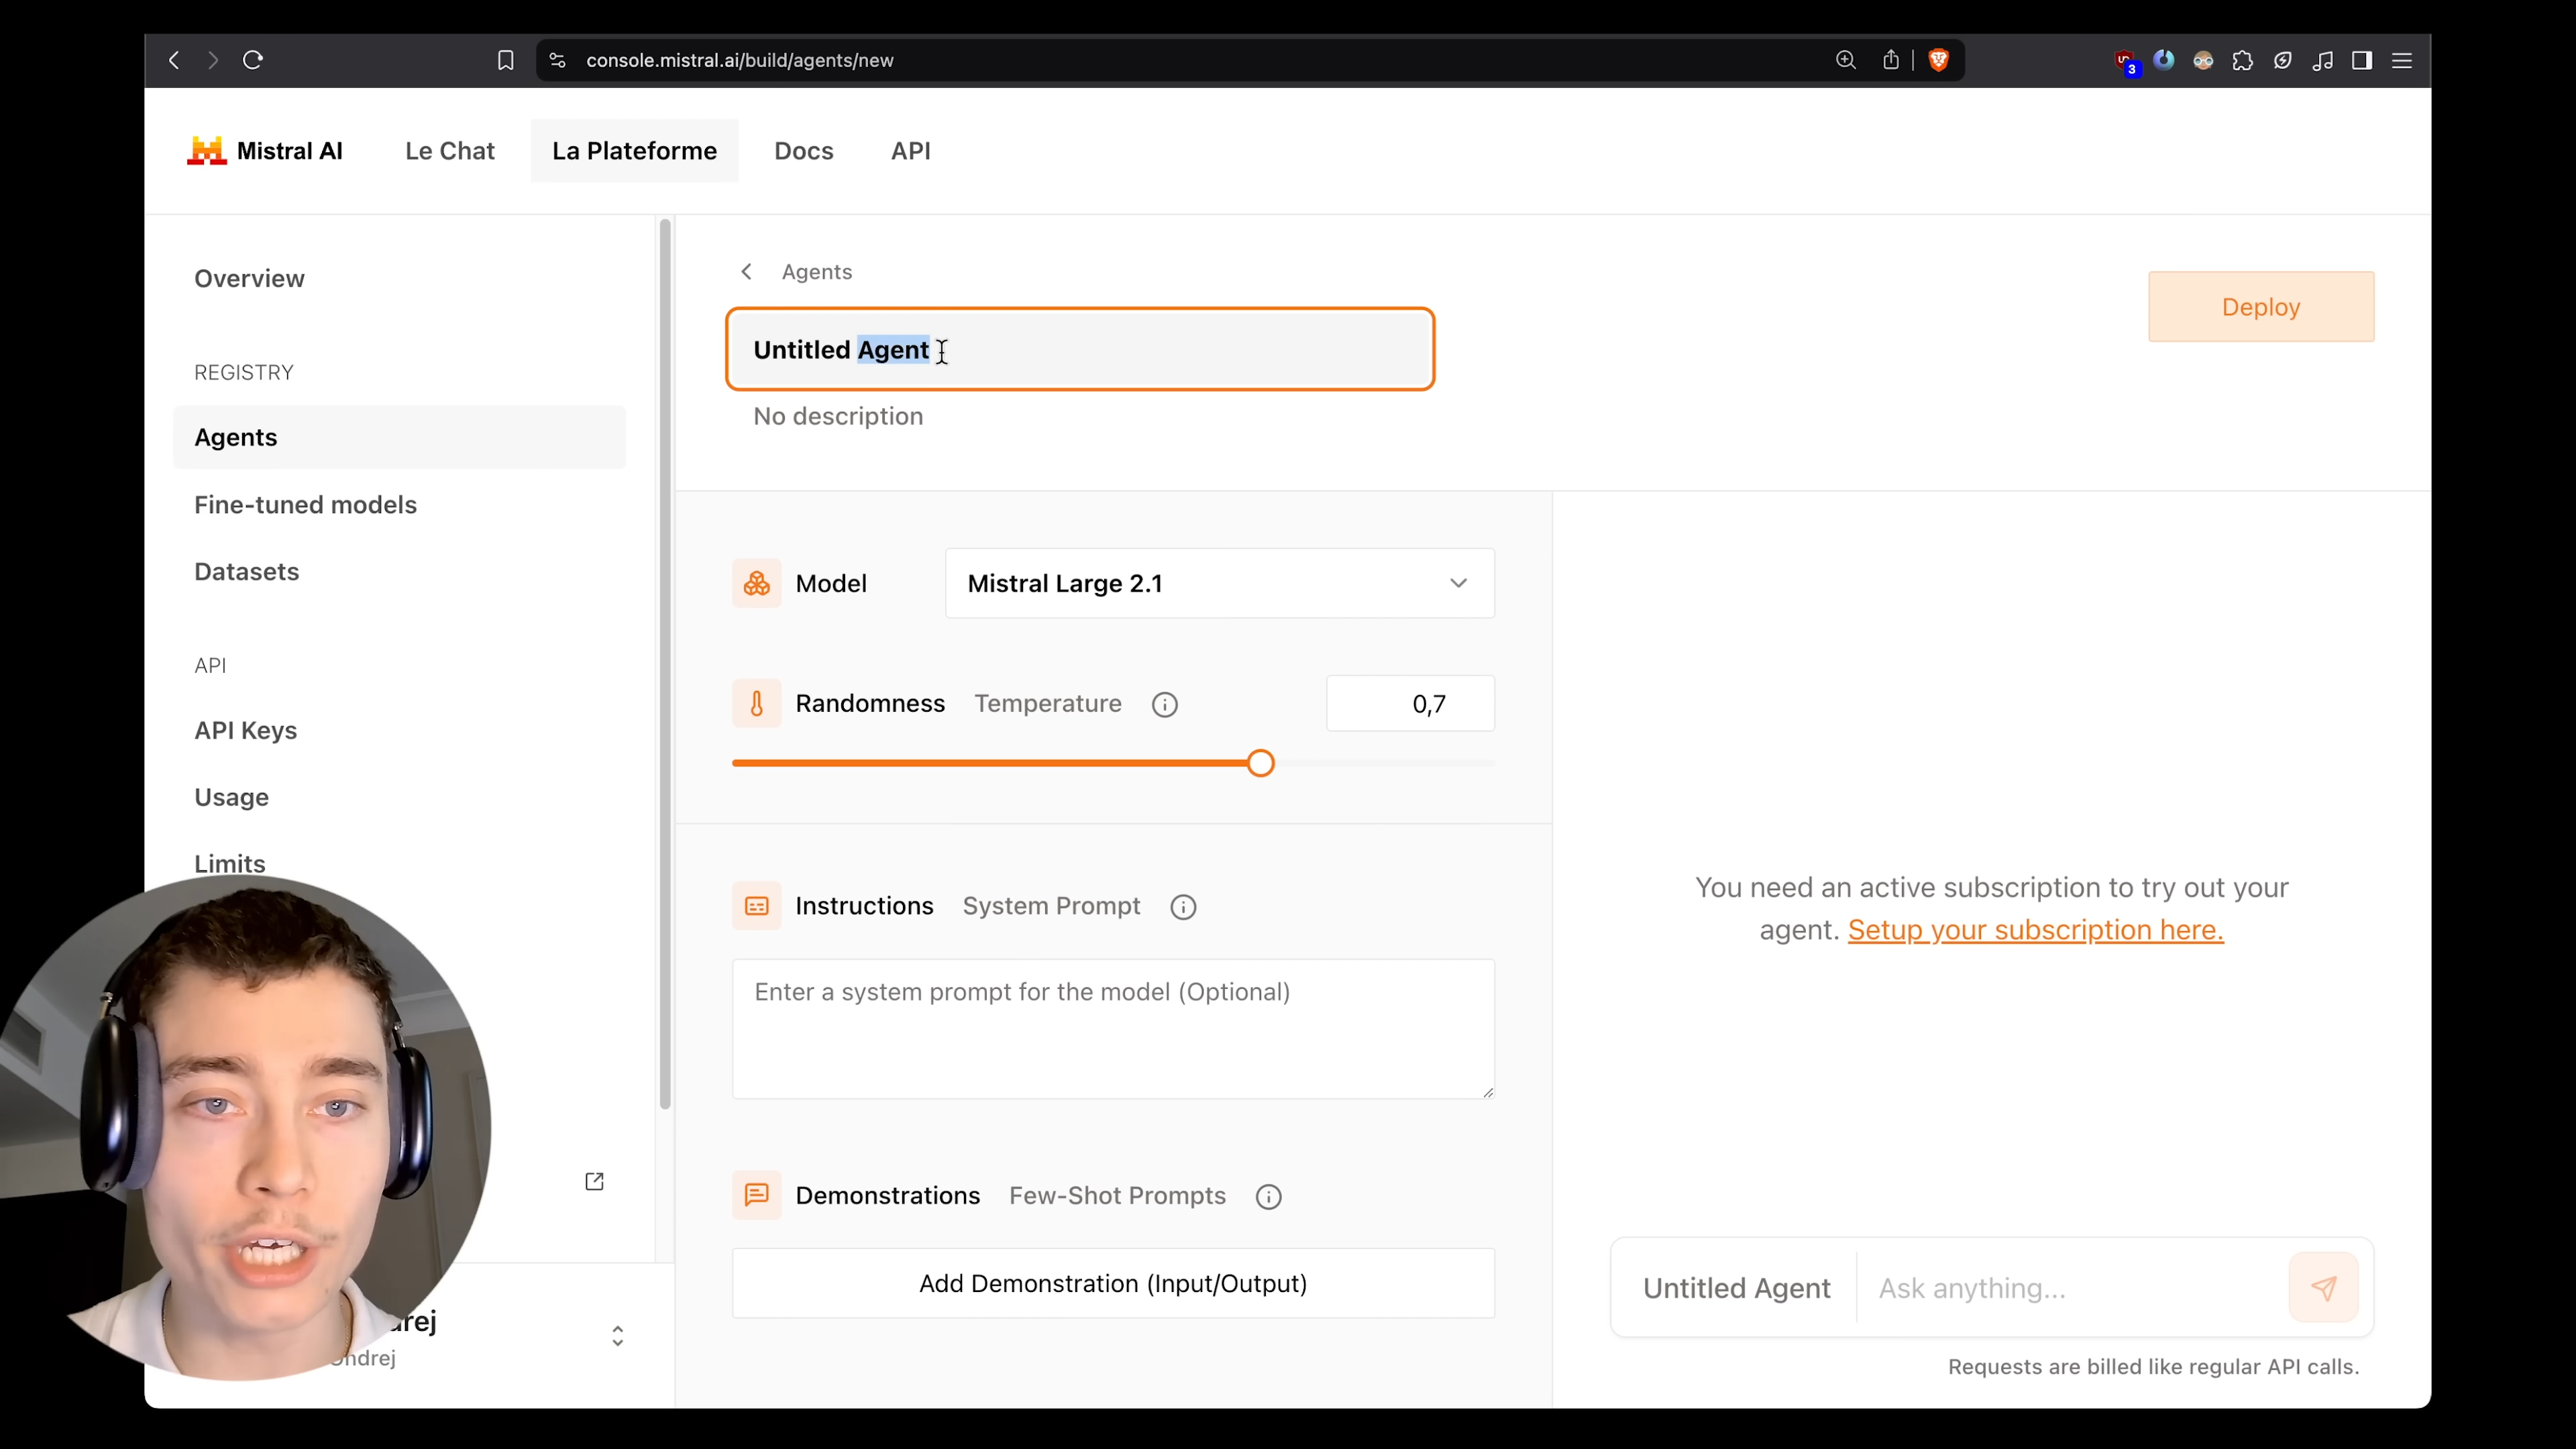 console.mistral.ai/build/agents/new
3
Mistral AI
Le Chat
La Plateforme
Docs
API
Overview
REGISTRY
Agents
Fine-tuned models
Datasets
API
API Keys
Usage
Limits
Ondrej
Agents
Untitled Agent
No description
Deploy
Model
Mistral Large 2.1
Randomness Temperature
0,7
Instructions System Prompt
Enter a system prompt for the model (Optional)
Demonstrations Few-Shot Prompts
Add Demonstration (Input/Output)
You need an active subscription to try out your
agent. Setup your subscription here.
Untitled Agent
Ask anything...
Requests are billed like regular API calls.